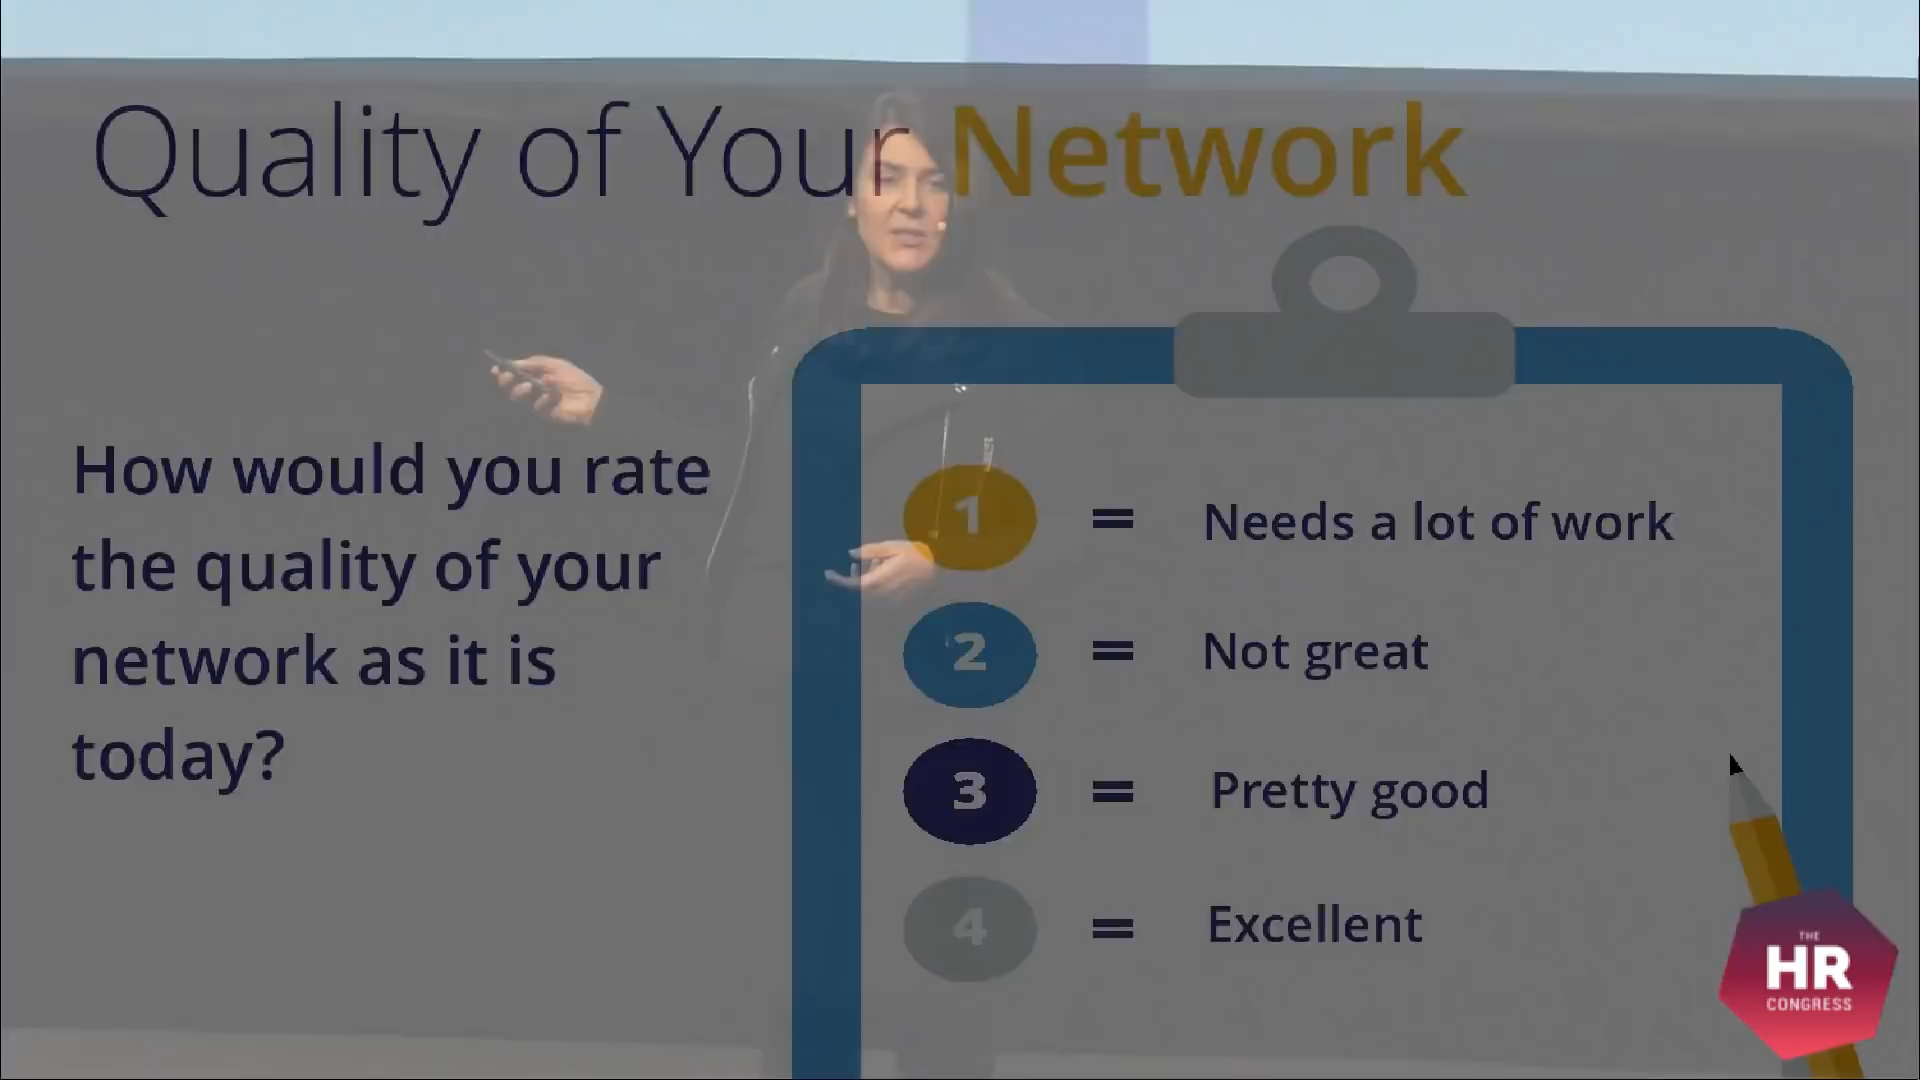 Quality of Your Network
How would you rate
the quality of your
network as it is
today?
1 = Needs a lot of work
2 = Not great
3 = Pretty good
4 = Excellent
THE
HR
CONGRESS